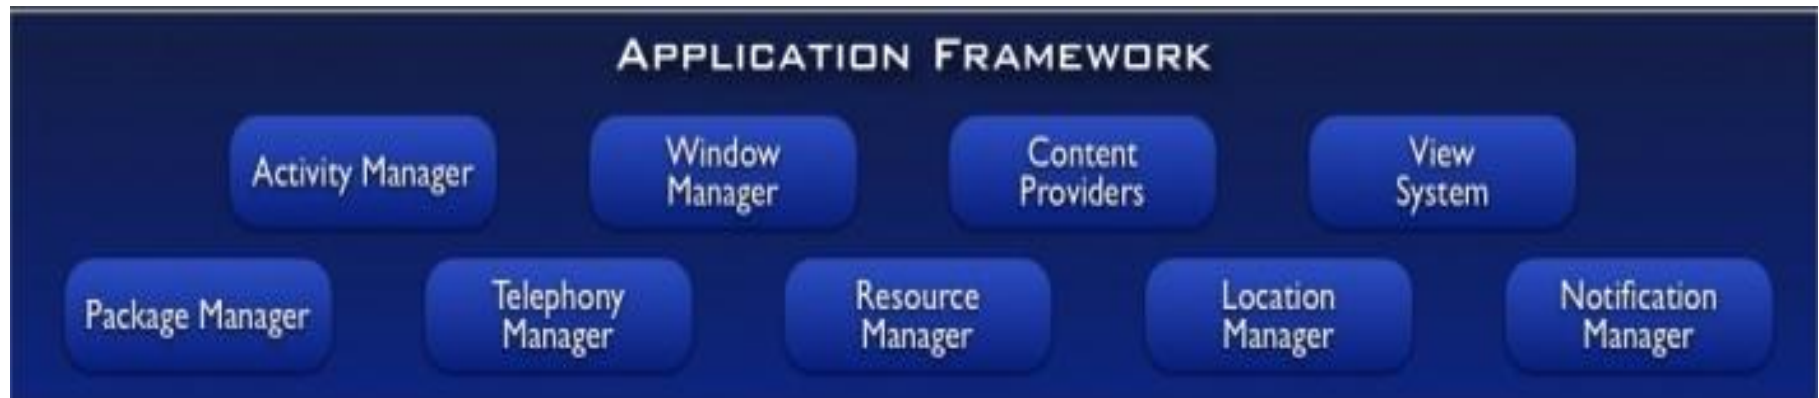 APPLICATION FRAMEWORK
Activity Manager
Window
Manager
Content
Providers
View
System
Package Manager
Telephony
Manager
Resource
Manager
Location
Manager
Notification
Manager